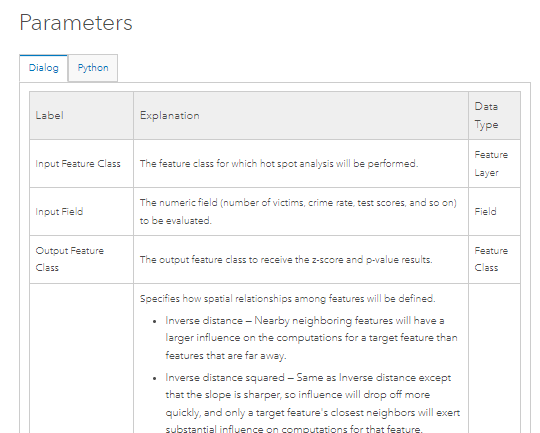 Parameters
Dialog Python
Label Explanation Data Type
Input Feature Class The feature class for which hot spot analysis will be performed. Feature Layer
Input Field The numeric field (number of victims, crime rate, test scores, and so on)
to be evaluated. Field
Output Feature Class The output feature class to receive the z-score and p-value results. Feature Class
Specifies how spatial relationships among features will be defined.
• Inverse distance – Nearby neighboring features will have a
larger influence on the computations for a target feature than
features that are far away.
• Inverse distance squared – Same as Inverse distance except
that the slope is sharper, so influence will drop off more
quickly, and only a target feature's closest neighbors will exert
substantial influence on computations for that feature.